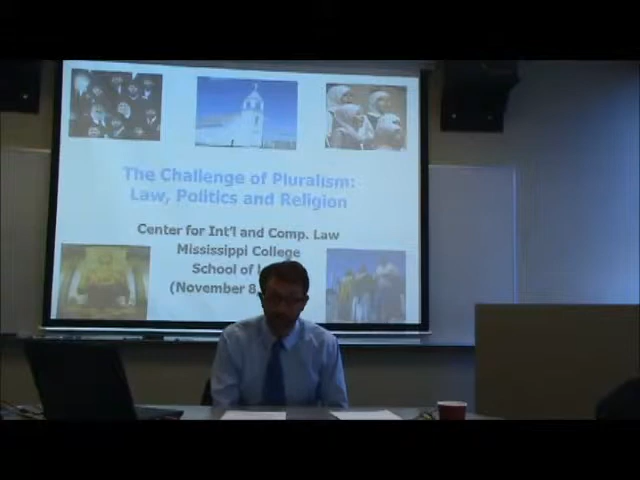 The Challenge of Pluralism:
Law, Politics and Religion
Center for Int'l and Comp. Law
Mississippi College
School of
(November 8,